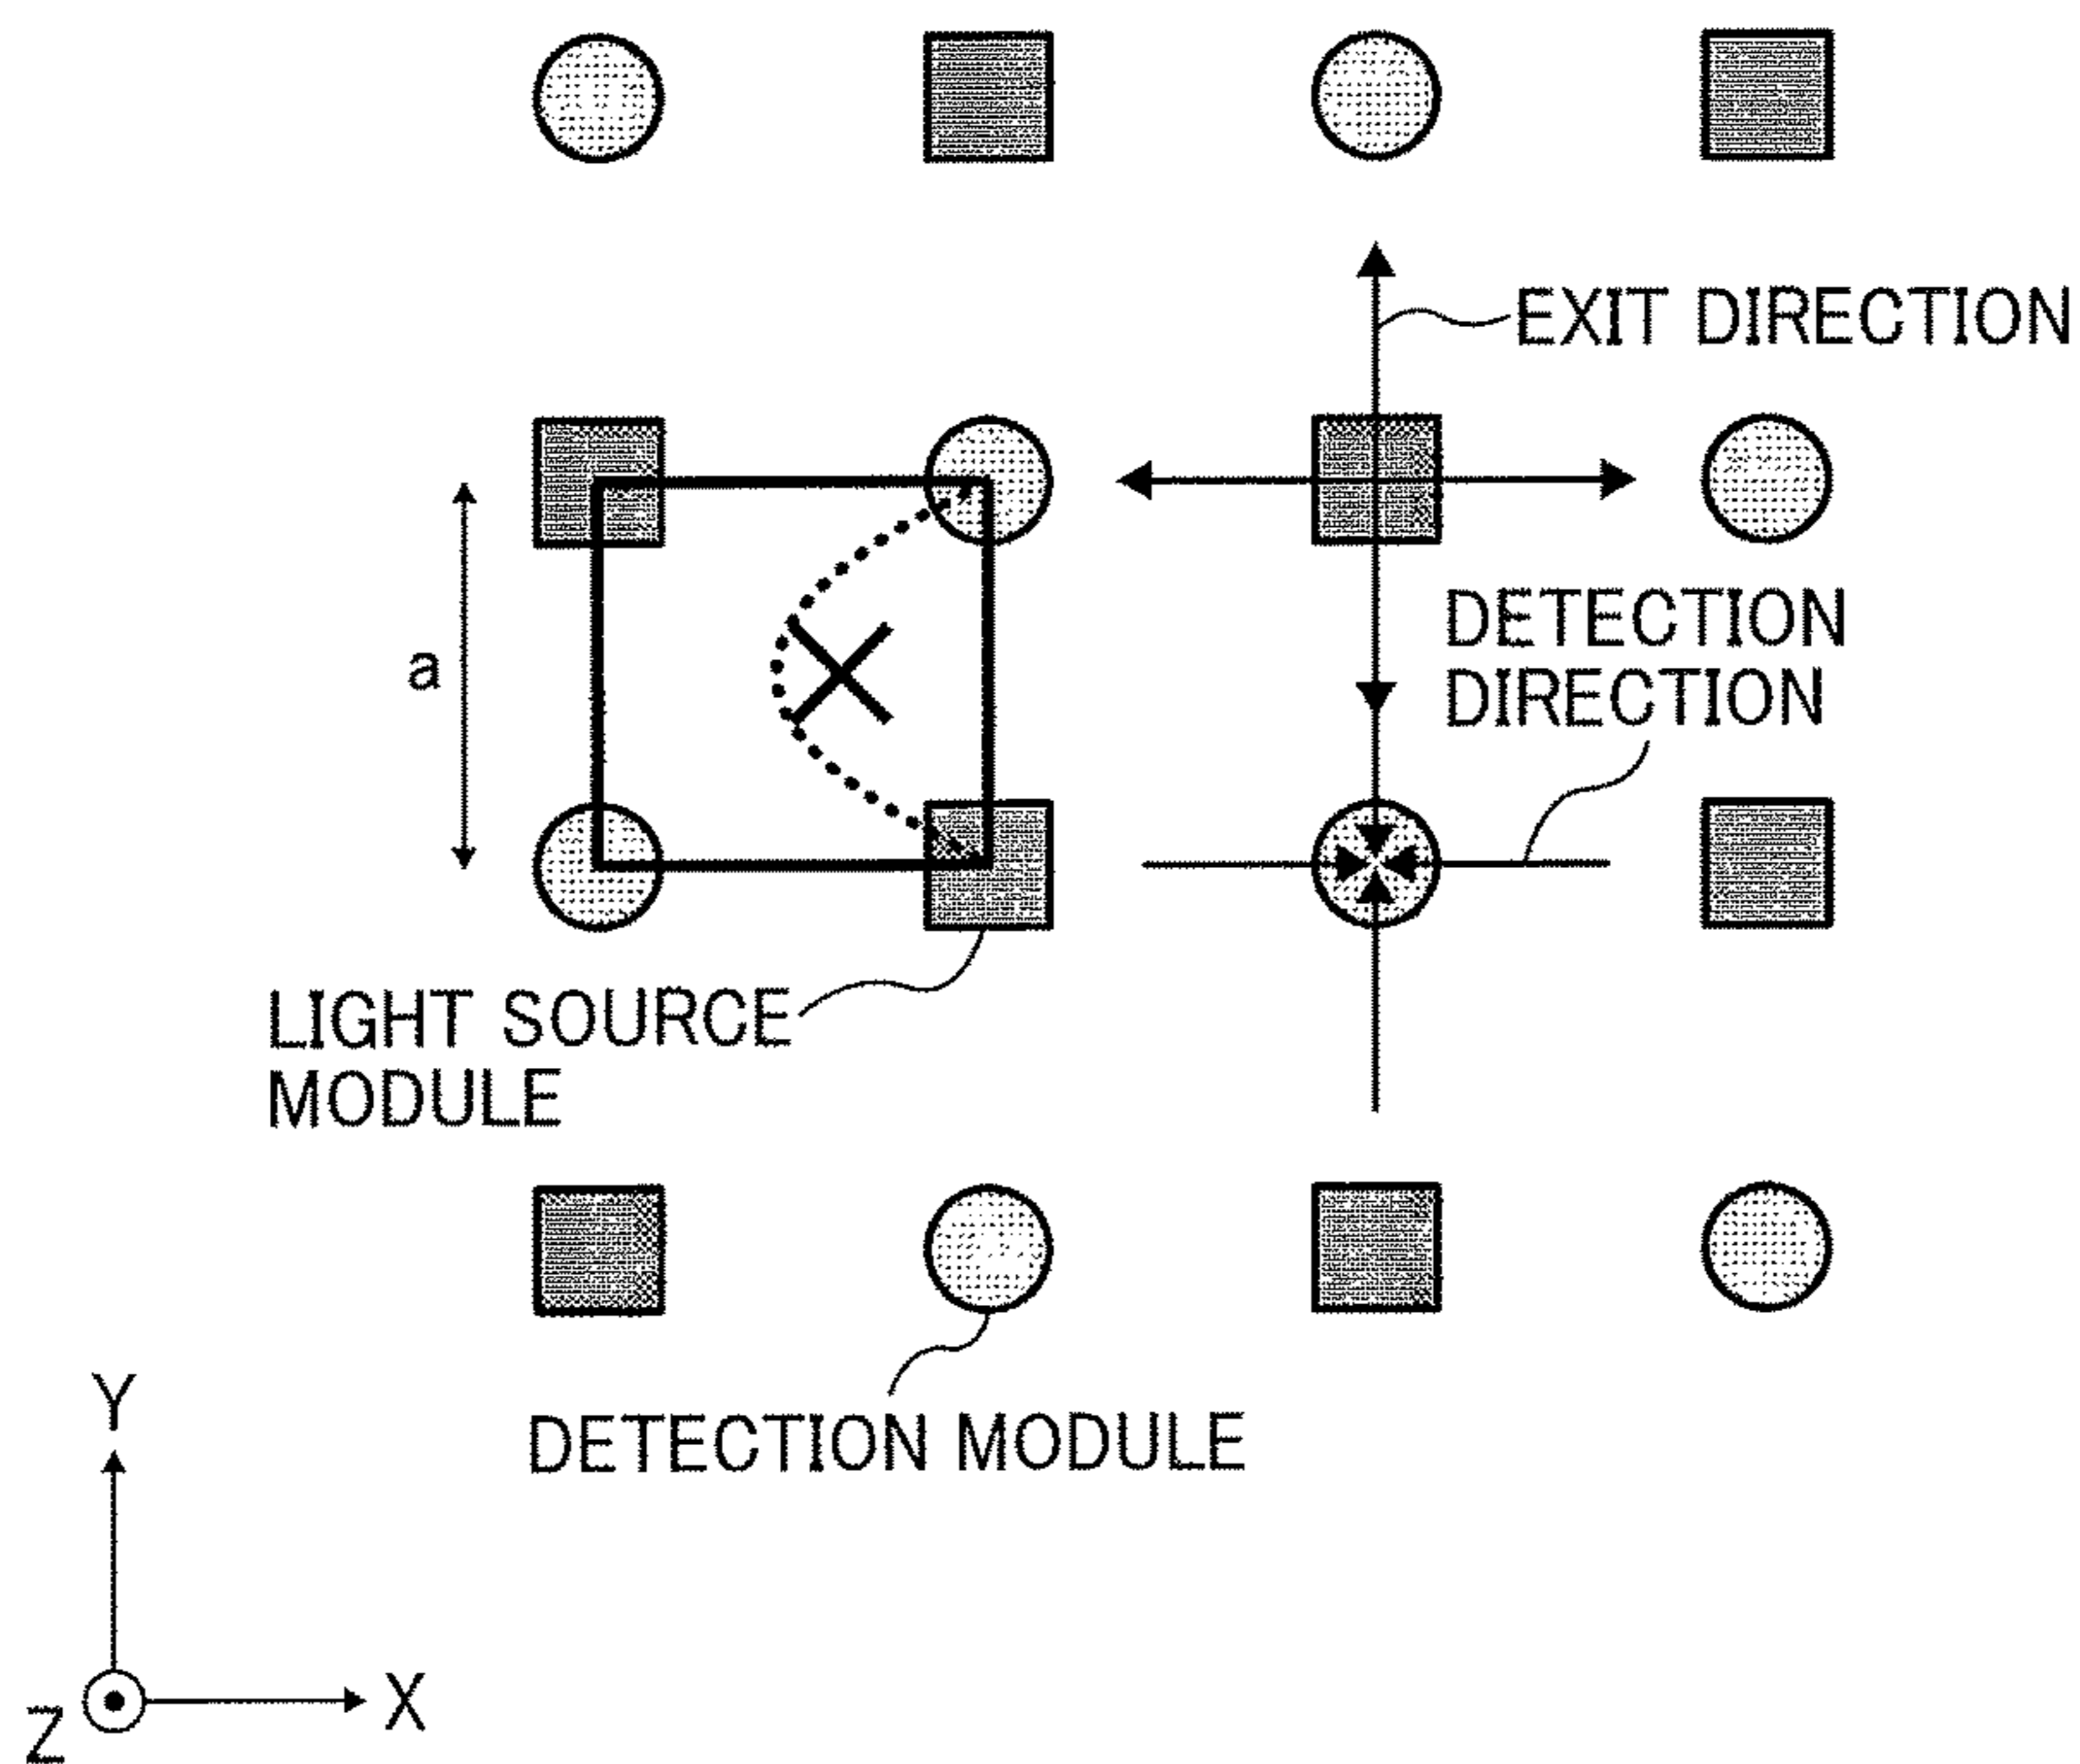 EXIT DIRECTION
DETECTION
DIRECTION
a
LIGHT SOURCE
MODULE
DETECTION MODULE
Y
X
Z